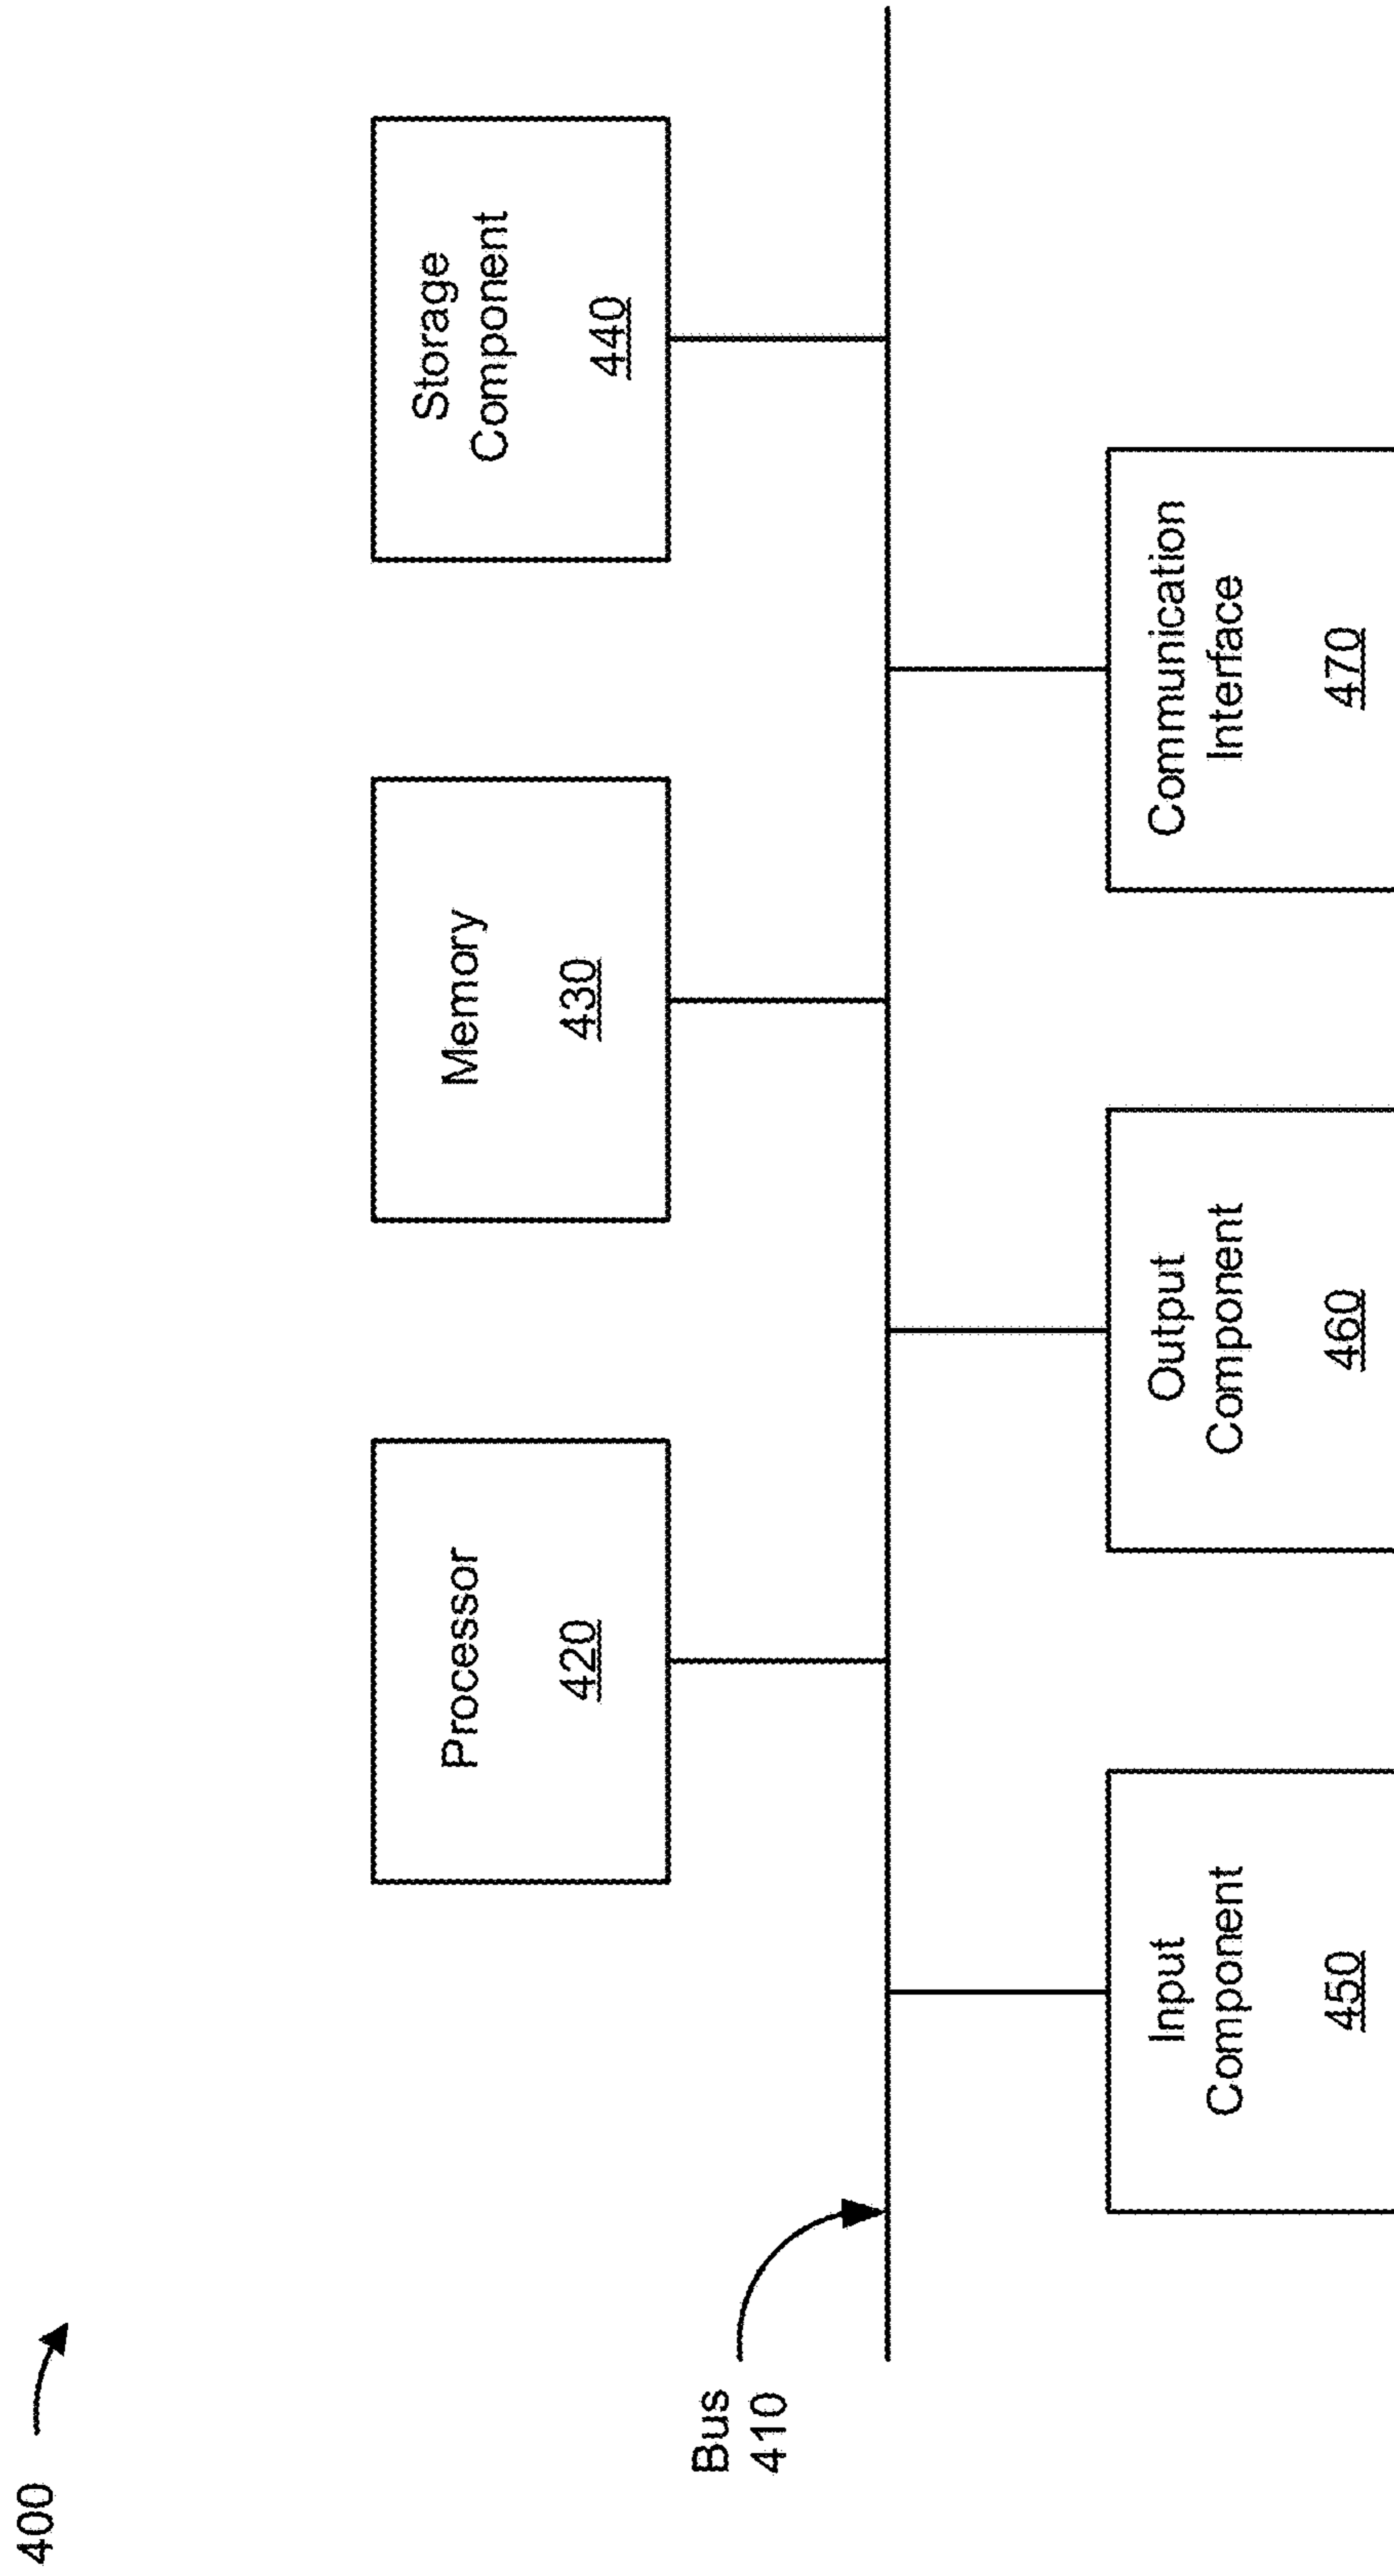 400
Processor
420
Memory
430
Storage
Component
440
Bus
410
Input
Component
450
Output
Component
460
Communication
Interface
470